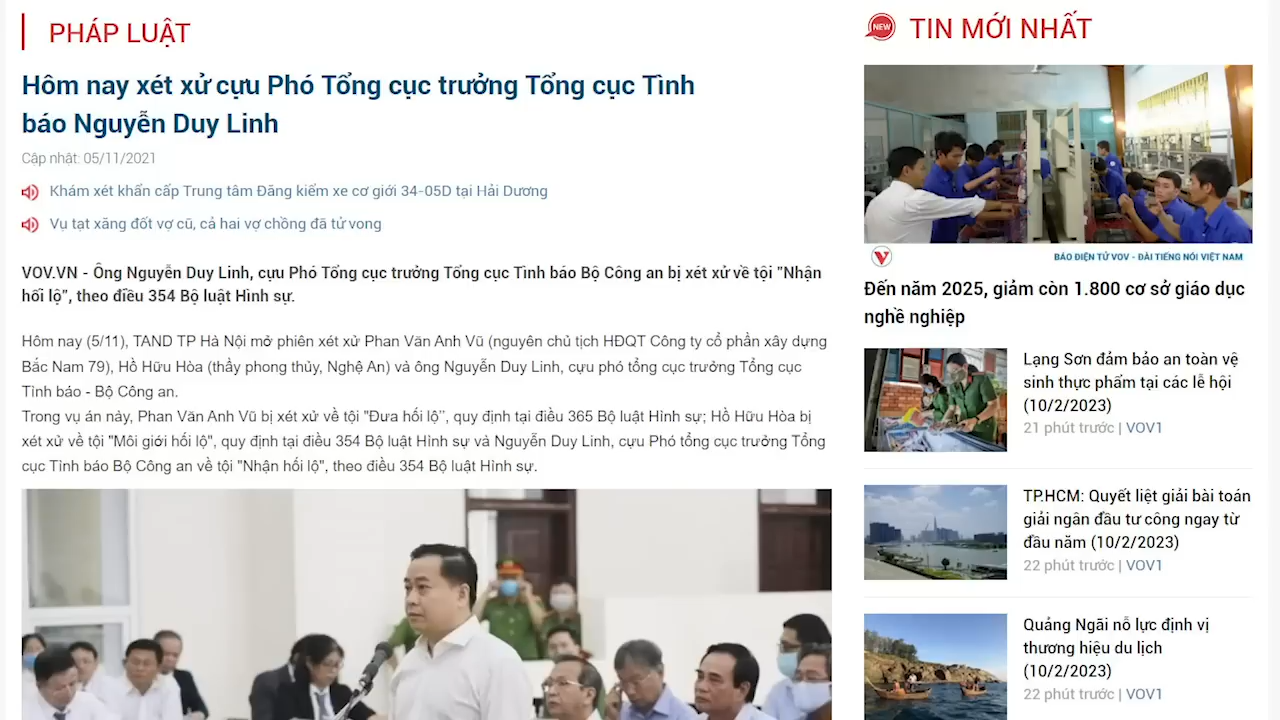 PHÁP LUẬT
Hôm nay xét xử cựu Phó Tổng cục trưởng Tổng cục Tình
báo Nguyễn Duy Linh
Cập nhật: 05/11/2021
Khám xét khẩn cấp Trung tâm Đăng kiểm xe cơ giới 34-05D tại Hải Dương
Vụ tạt xăng đốt vợ cũ, cả hai vợ chồng đã tử vong
VOV.VN - Ông Nguyễn Duy Linh, cựu Phó Tổng cục trưởng Tổng cục Tình báo Bộ Công an bị xét xử về tội "Nhận
hối lộ”, theo điều 354 Bộ luật Hình sự.
Hôm nay (5/11), TAND TP Hà Nội mở phiên xét xử Phan Văn Anh Vũ (nguyên chủ tịch HĐQT Công ty cổ phần xây dựng
Bắc Nam 79), Hồ Hữu Hòa (thầy phong thủy, Nghệ An) và ông Nguyễn Duy Linh, cựu phó tổng cục trưởng Tổng cục
Tình báo - Bộ Công an.
Trong vụ án này, Phan Văn Anh Vũ bị xét xử về tội "Đưa hối lộ”, quy định tại điều 365 Bộ luật Hình sự; Hồ Hữu Hòa bị
xét xử về tội "Môi giới hối lộ", quy định tại điều 354 Bộ luật Hình sự và Nguyễn Duy Linh, cựu Phó tổng cục trưởng Tổng
cục Tình báo Bộ Công an về tội "Nhận hối lộ", theo điều 354 Bộ luật Hình sự.
NEW
TIN MỚI NHẤT
BÁO ĐIỆN TỬ VOV - ĐÀI TIẾNG NÓI VIỆT NAM
Đến năm 2025, giảm còn 1.800 cơ sở giáo dục
nghề nghiệp
Lạng Sơn đảm bảo an toàn vệ
sinh thực phẩm tại các lễ hội
(10/2/2023)
21 phút trước | VOV1
TP.HCM: Quyết liệt giải bài toán
giải ngân đầu tư công ngay từ
đầu năm (10/2/2023)
22 phút trước | VOV1
Quảng Ngãi nỗ lực định vị
thương hiệu du lịch
(10/2/2023)
22 phút trước | VOV1